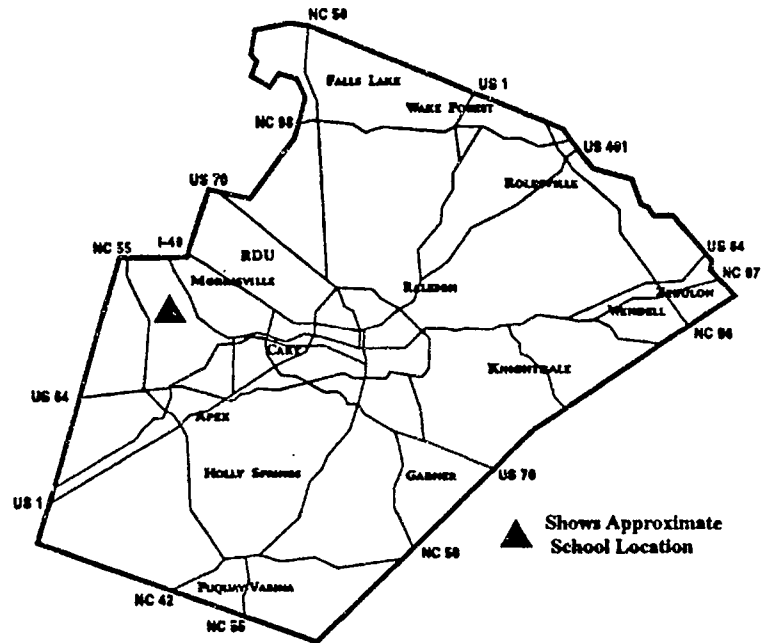 NC 50
FALLS LAKE
US 1
WAKE FOREST
NC 98
US 401
ROLESVILLE
US 70
NC 55
I-40
RDU
US 64
NC 97
MORRISVILLE
RALEIGH
ZEBULON
WENDELL
NC 96
CARY
KNIGHTDALE
US 64
APEX
HOLLY SPRINGS
GARNER
US 70
US 1
Shows Approximate
School Location
NC 50
FUQUAY VARINA
NC 42
NC 55